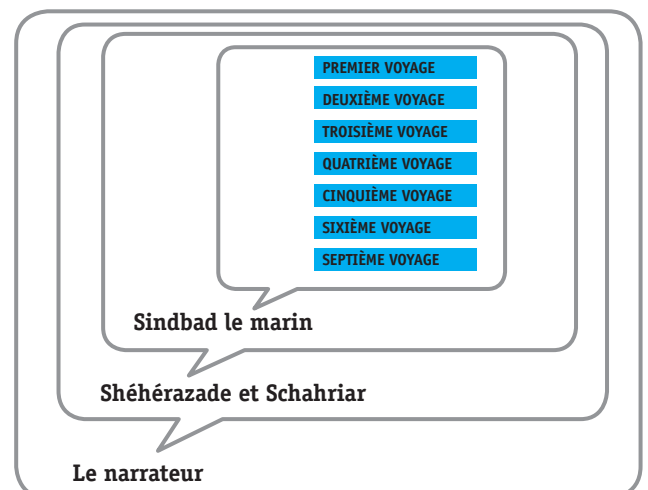 PREMIER VOYAGE
DEUXIÈME VOYAGE
TROISIÈME VOYAGE
QUATRIÈME VOYAGE
CINQUIÈME VOYAGE
SIXIÈME VOYAGE
SEPTIÈME VOYAGE
Sindbad le marin
Shéhérazade et Schahriar
Le narrateur